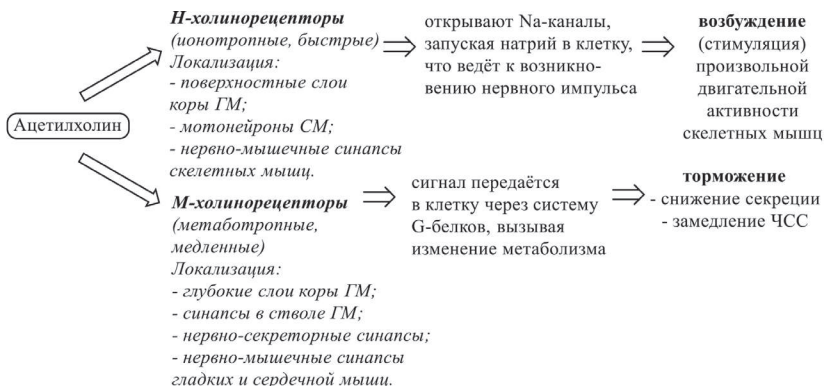 Ацетилхолин
Н-холинорецепторы
(ионотропные, быстрые)
Локализация:
- поверхностные слои
коры ГМ;
- мотонейроны СМ;
- нервно-мышечные синапсы
скелетных мышц.
открывают Na-каналы,
запуская натрий в клетку,
что ведёт к возникно-
вению нервного импульса
возбуждение
(стимуляция)
произвольной
двигательной
активности
скелетных мышц
М-холинорецепторы
(метаботропные,
медленные)
Локализация:
- глубокие слои коры ГМ;
- синапсы в стволе ГМ;
- нервно-секреторные синапсы;
- нервно-мышечные синапсы
гладких и сердечной мышц.
сигнал передаётся
в клетку через систему
G-белков, вызывая
изменение метаболизма
торможение
- снижение секреции
- замедление ЧСС